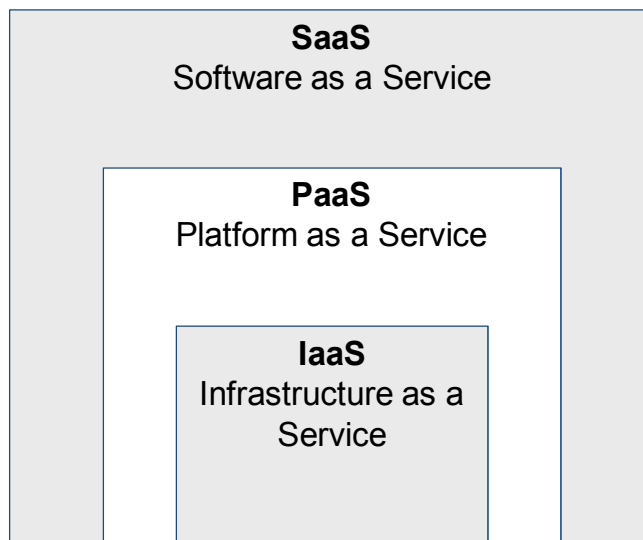 SaaS
Software as a Service
PaaS
Platform as a Service
IaaS
Infrastructure as a
Service